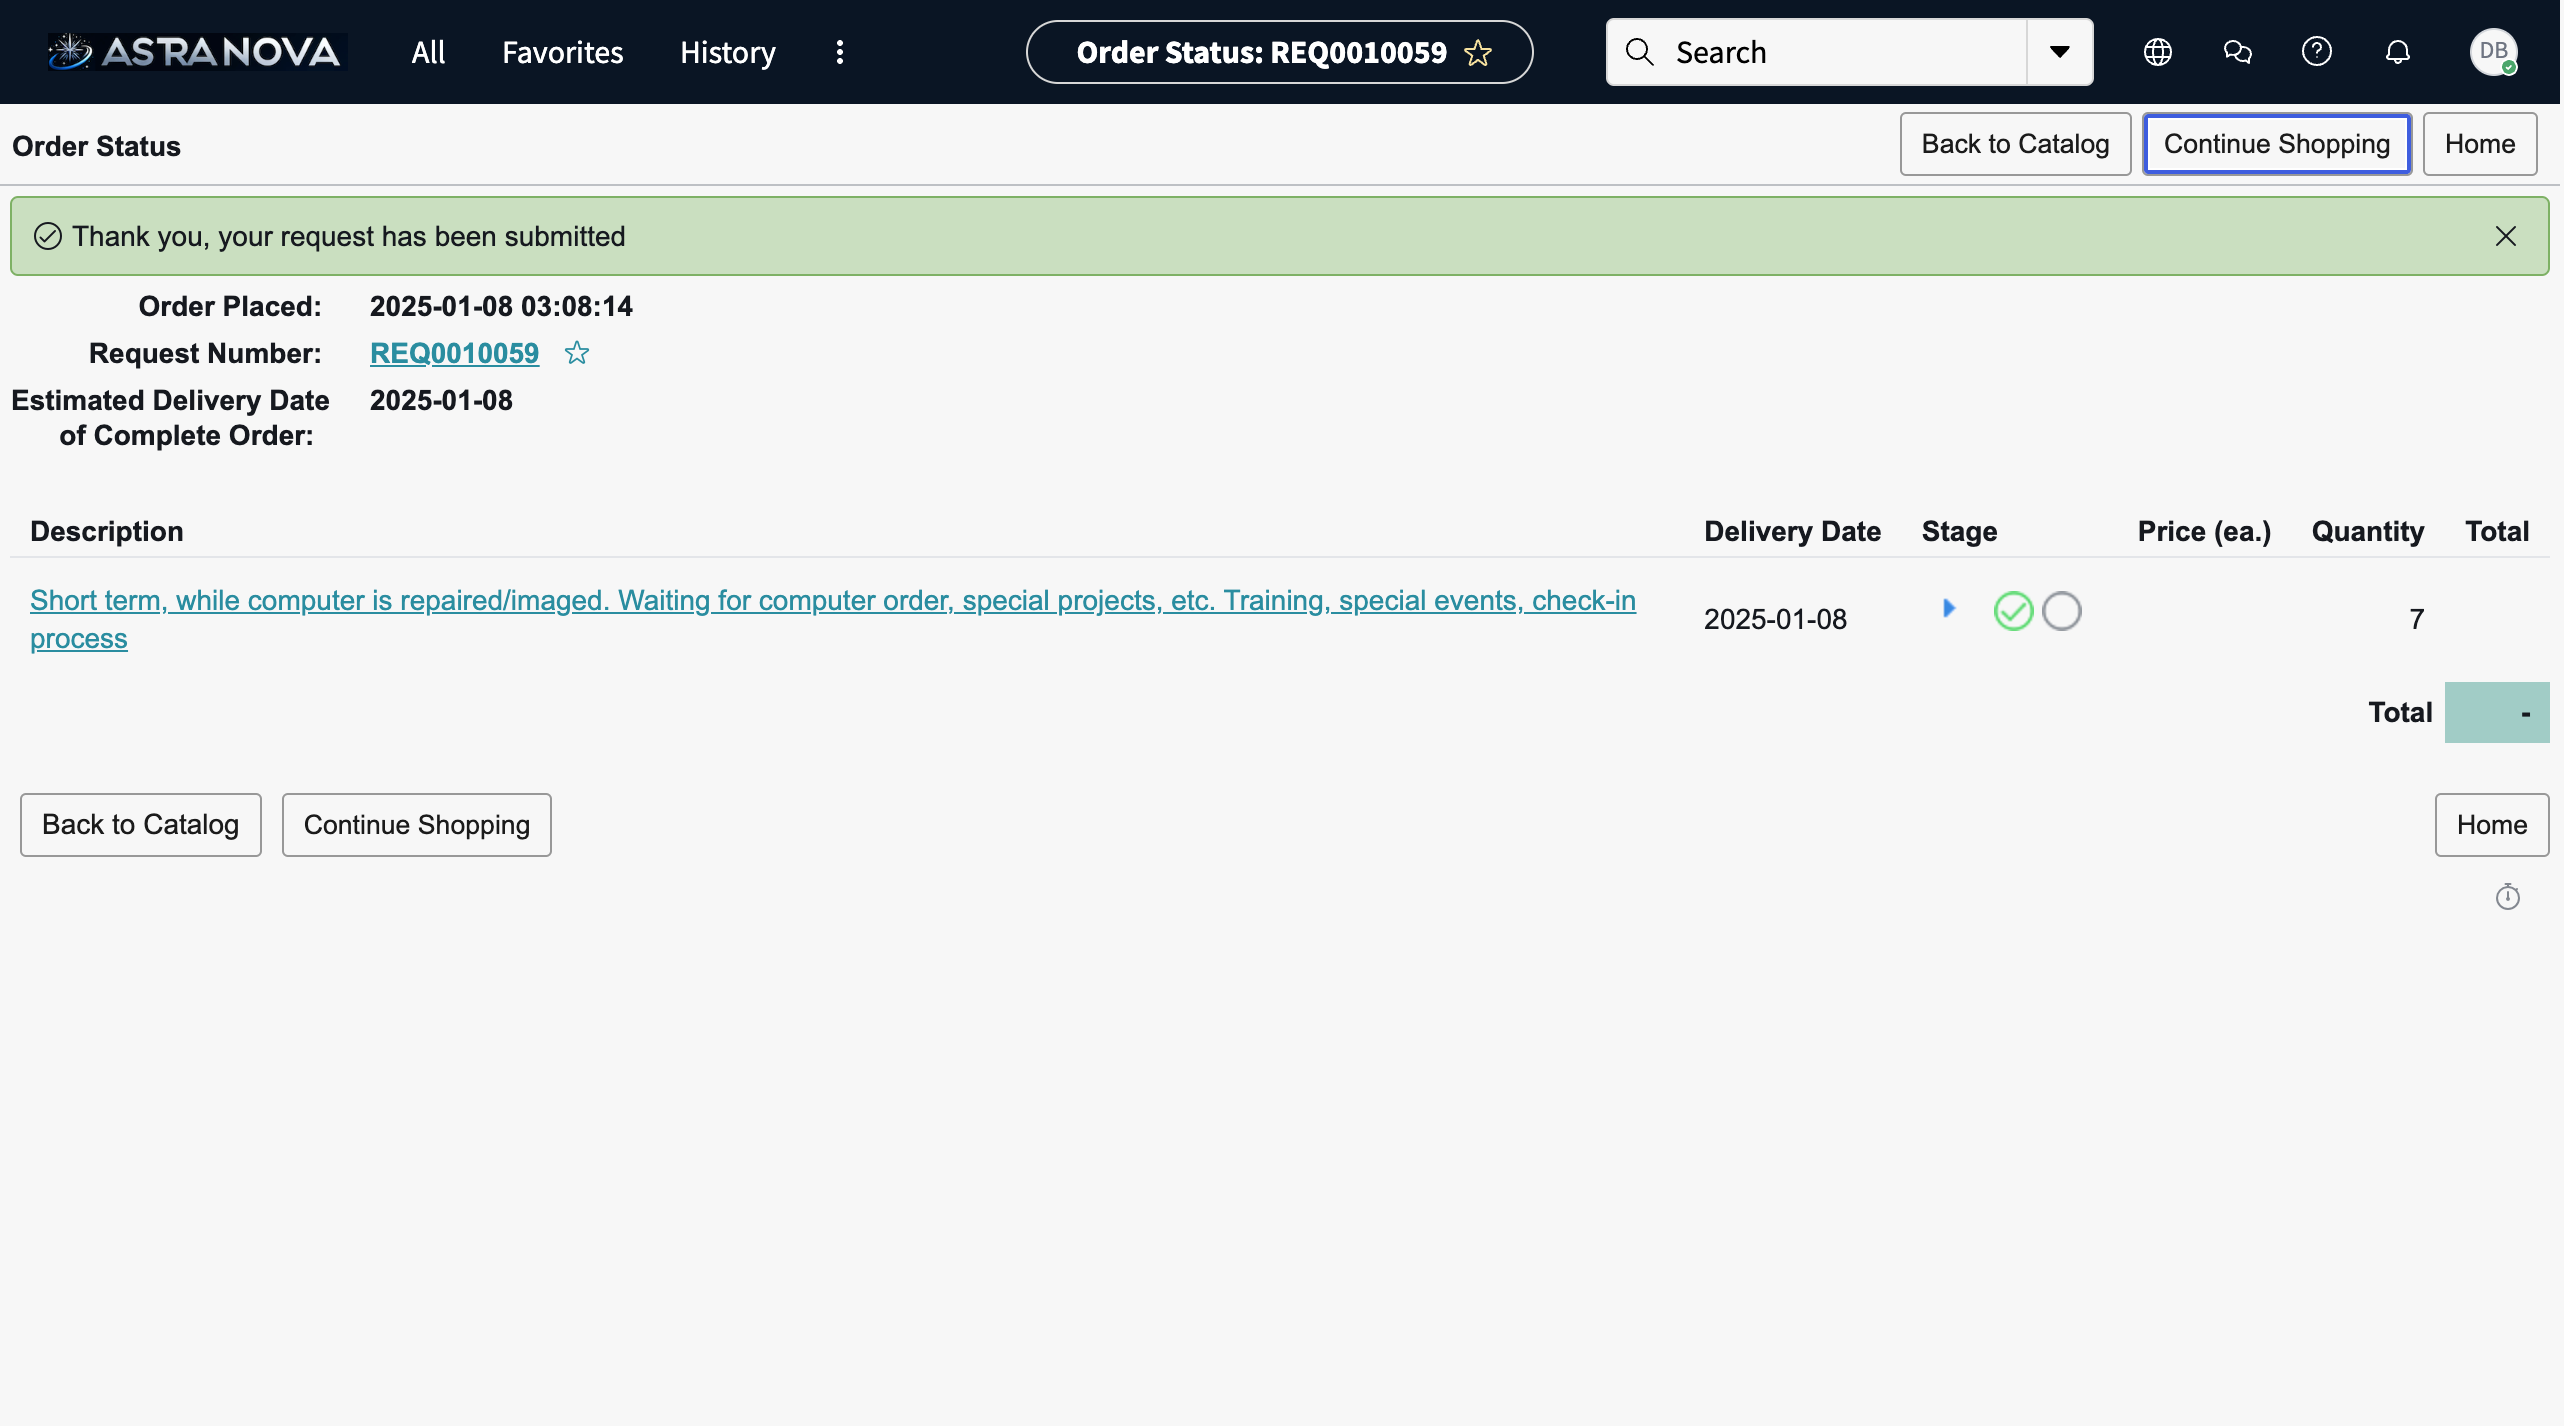 ASTRANOVA
All
Favorites
History
Order Status: REQ0010059
Search
DB
Order Status
Back to Catalog
Continue Shopping
Home
Thank you, your request has been submitted
Order Placed: 2025-01-08 03:08:14
Request Number: REQ0010059
Estimated Delivery Date 2025-01-08
of Complete Order:
Description Delivery Date Stage Price (ea.) Quantity Total
Short term, while computer is repaired/imaged. Waiting for computer order, special projects, etc. Training, special events, check-in
process
2025-01-08
7
Total -
Back to Catalog
Continue Shopping
Home